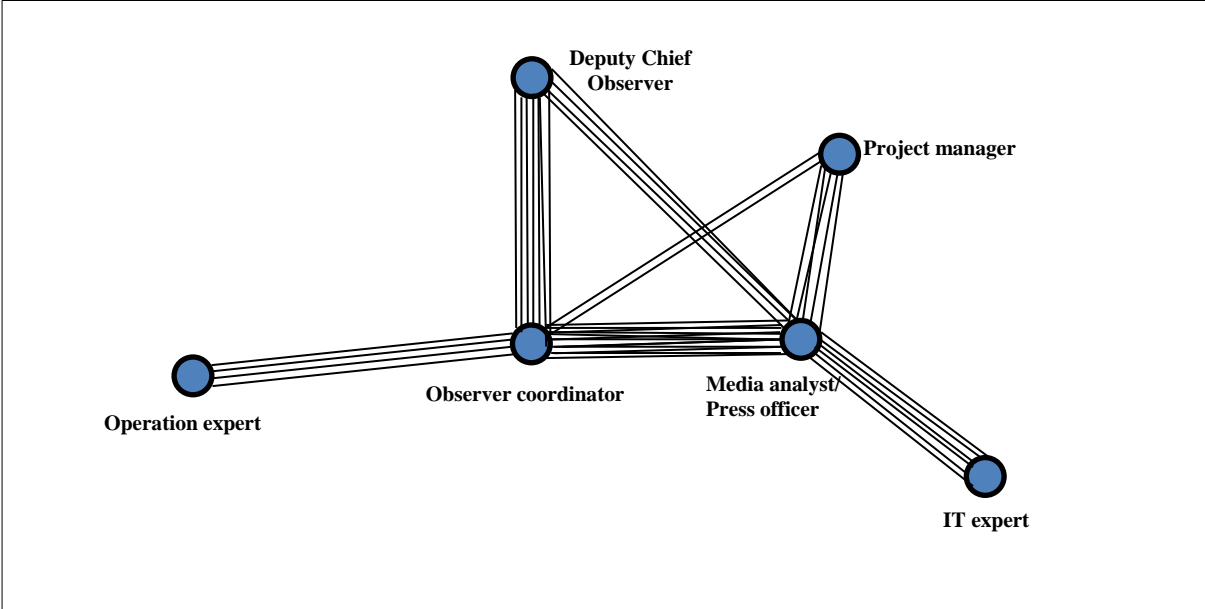 Deputy Chief
Observer
Project manager
Observer coordinator
Media analyst/
Press officer
Operation expert
IT expert